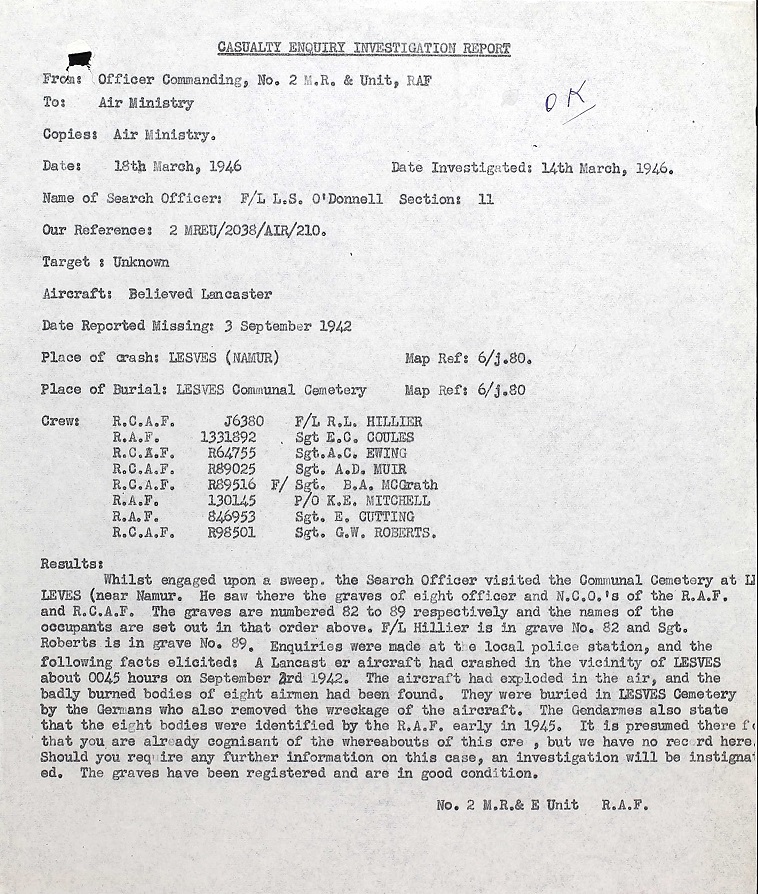 CASUALTY ENQUIRY INVESTIGATION REPORT
From: Officer Commanding, No. 2 M.R. & Unit, RAF
OK
To: Air Ministry
Copies: Air Ministry.
Date: 18th March, 1946 Date Investigated: 14th March, 1946.
Name of Search Officer: F/L L.S. O'Donnell Section: 11
Our Reference: 2 MREU/2038/AIR/210.
Target : Unknown
Aircraft: Believed Lancaster
Date Reported Missing: 3 September 1942
Place of crash: LESVES (NAMUR) Map Ref: 6/j.80.
Place of Burial: LESVES Communal Cemetery Map Ref: 6/j.80
Crew: R.C.A.F. J6380 F/L R.L. HILLIER
R.A.F. 1331892 Sgt E.C. COULES
R.C.A.F. R64755 Sgt.A.C. EWING
R.C.A.F. R89025 Sgt. A.D. MUIR
R.C.A.F. R89516 F/ Sgt. B.A. MCGrath
R.A.F. 130145 P/O K.E. MITCHELL
R.A.F. 846953 Sgt. E. CUTTING
R.C.A.F. R98501 Sgt. G.W. ROBERTS.
Results:
Whilst engaged upon a sweep. the Search Officer visited the Communal Cemetery at
LEVES (near Namur. He saw there the graves of eight officer and N.C.O.'s of the R.A.F.
and R.C.A.F. The graves are numbered 82 to 89 respectively and the names of the
occupants are set out in that order above. F/L Hillier is in grave No. 82 and Sgt.
Roberts is in grave No. 89. Enquiries were made at the local police station, and the
following facts elicited: A Lancast er aircraft had crashed in the vicinity of LESVES
about 0045 hours on September 3rd 1942. The aircraft had exploded in the air, and the
badly burned bodies of eight airmen had been found. They were buried in LESVES Cemetery
by the Germans who also removed the wreckage of the aircraft. The Gendarmes also state
that the eight bodies were identified by the R.A.F. early in 1945. It is presumed there f
that you are already cognisant of the whereabouts of this cre , but we have no record here.
Should you require any further information on this case, an investigation will be instigat
ed. The graves have been registered and are in good condition.
No. 2 M.R.& E Unit R.A.F.